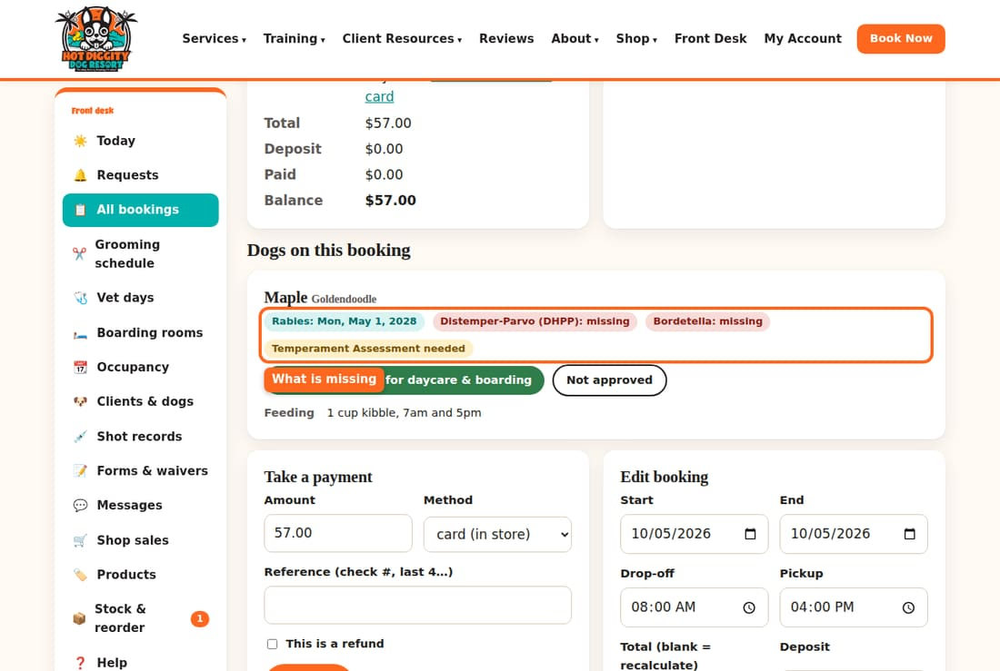 HOT DIGGITY
DOG RESORT
Services ▾
Training ▾
Client Resources ▾
Reviews
About ▾
Shop ▾
Front Desk
My Account
Book Now
Front desk
Today
Requests
All bookings
Grooming
schedule
Vet days
Boarding rooms
Occupancy
Clients & dogs
Shot records
Forms & waivers
Messages
Shop sales
Products
Stock &
reorder
1
Help
card
Total $57.00
Deposit $0.00
Paid $0.00
Balance $57.00
Dogs on this booking
Maple Goldendoodle
Rabies: Mon, May 1, 2028
Distemper-Parvo (DHPP): missing
Bordetella: missing
Temperament Assessment needed
What is missing
for daycare & boarding
Not approved
Feeding 1 cup kibble, 7am and 5pm
Take a payment
Amount
Method
57.00
card (in store)
Reference (check #, last 4…)
This is a refund
Edit booking
Start
End
10/05/2026
10/05/2026
Drop-off
Pickup
08:00 AM
04:00 PM
Total (blank =
recalculate)
Deposit